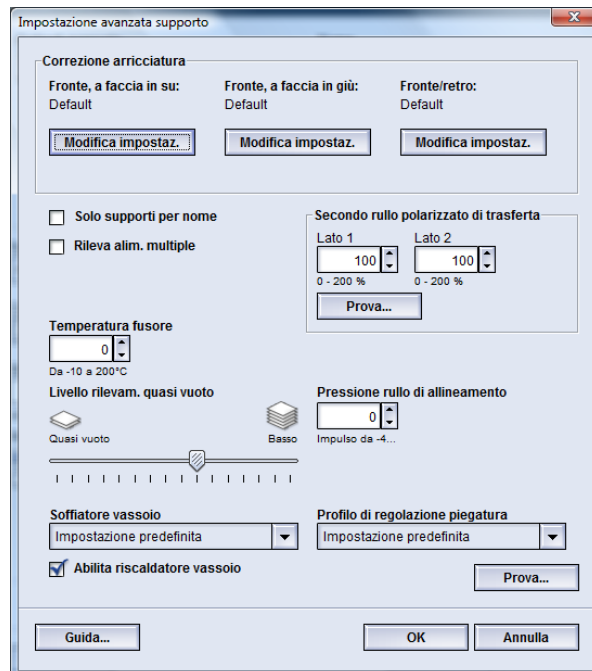 Impostazione avanzata supporto
Correzione arricciatura
Fronte, a faccia in su: Fronte, a faccia in giù: Fronte/retro:
Default Default Default
Modifica impostaz. Modifica impostaz. Modifica impostaz.
Solo supporti per nome
Rileva alim. multiple
Secondo rullo polarizzato di trasferta
Lato 1 Lato 2
100 100
0 - 200 % 0 - 200 %
Prova...
Temperatura fusore
0
Da -10 a 200°C
Livello rilevam. quasi vuoto
Quasi vuoto Basso
Pressione rullo di allineamento
0
Impulso da -4...
Soffiatore vassoio
Impostazione predefinita
Profilo di regolazione piegatura
Impostazione predefinita
Abilita riscaldatore vassoio
Prova...
Guida... OK Annulla